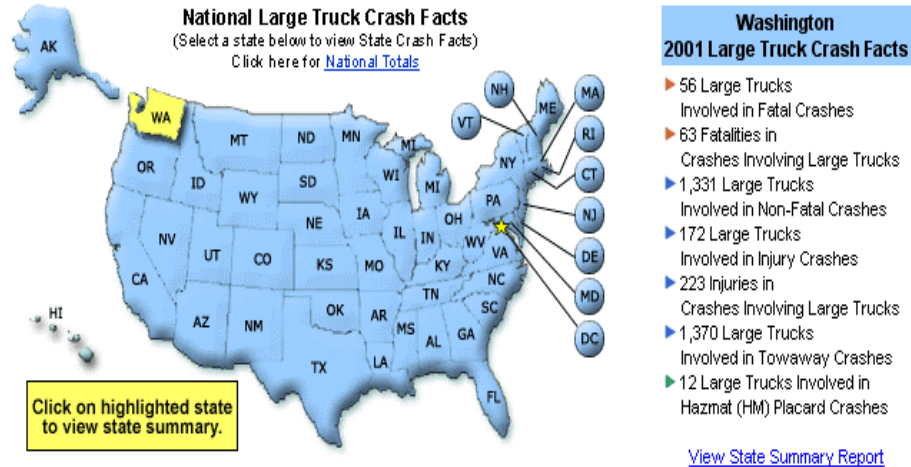 National Large Truck Crash Facts
(Select a state below to view State Crash Facts)
Click here for National Totals
AK
WA
MT
ND
MN
VT
NH
ME
MA
RI
CT
NJ
DE
MD
DC
OR
ID
WY
SD
WI
MI
MI
NY
PA
NV
UT
CO
NE
IA
IL
IN
OH
WV
VA
CA
KS
MO
KY
NC
AZ
NM
OK
AR
TN
SC
MS
AL
GA
TX
LA
FL
HI
Click on highlighted state
to view state summary.
Washington
2001 Large Truck Crash Facts
56 Large Trucks
Involved in Fatal Crashes
63 Fatalities in
Crashes Involving Large Trucks
1,331 Large Trucks
Involved in Non-Fatal Crashes
172 Large Trucks
Involved in Injury Crashes
223 Injuries in
Crashes Involving Large Trucks
1,370 Large Trucks
Involved in Towaway Crashes
12 Large Trucks Involved in
Hazmat (HM) Placard Crashes
View State Summary Report